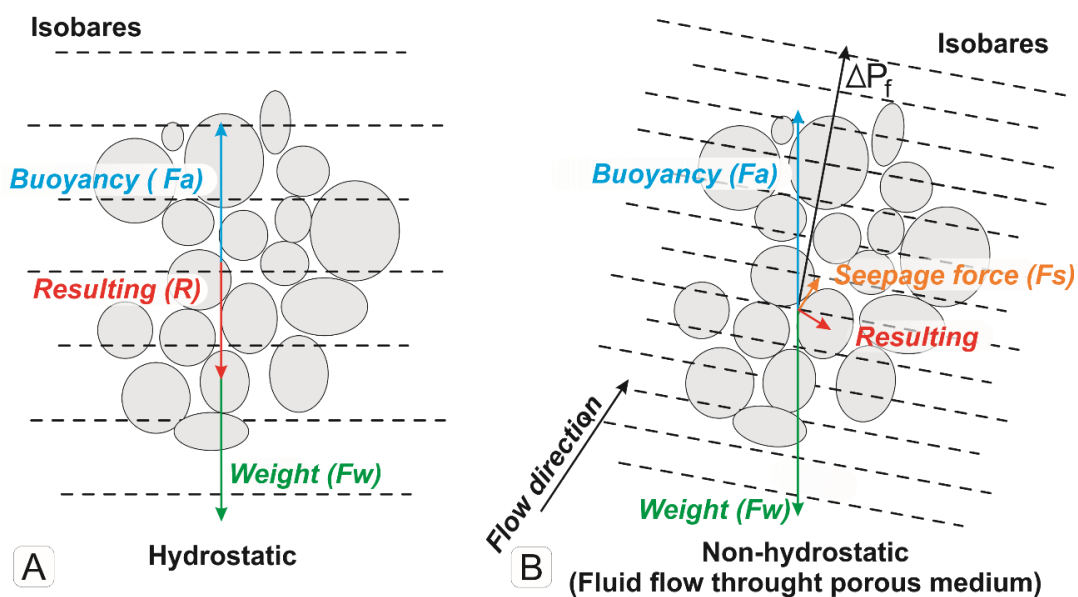 Isobares
Buoyancy ( Fa)
Resulting (R)
Weight (Fw)
Hydrostatic
A
Isobares
ΔPf
Buoyancy (Fa)
Seepage force (Fs)
Resulting
Flow direction
Weight (Fw)
Non-hydrostatic
(Fluid flow throught porous medium)
B